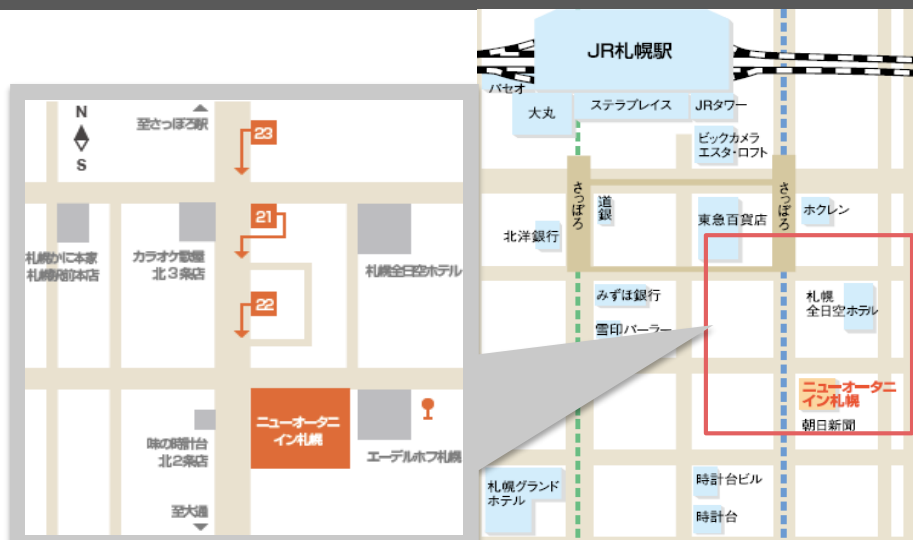 N
S
至さっぽろ駅
23
21
22
札幌かに本家
札幌駅前本店
カラオケ歌屋
北3条店
札幌全日空ホテル
ニューオータニ
イン札幌
味の時計台
北2条店
エーデルホフ札幌
至大通
JR札幌駅
パセオ
大丸
ステラプレイス
JRタワー
ビックカメラ
エスタ・ロフト
さっぽろ
道銀
北洋銀行
東急百貨店
さっぽろ
ホクレン
みずほ銀行
雪印パーラー
札幌
全日空ホテル
ニューオータニ
イン札幌
朝日新聞
札幌グランド
ホテル
時計台ビル
時計台